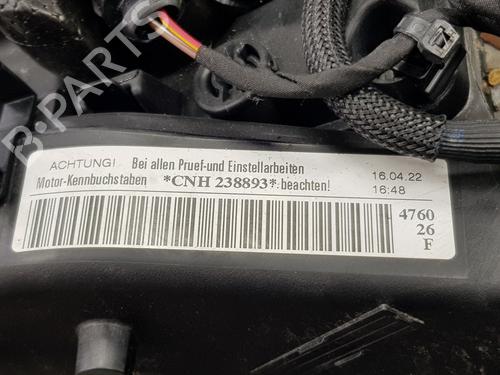 B-PARTS
ACHTUNG! Bei allen Pruef-und Einstellarbeiten 16.04.22
Motor-Kennbuchstaben *CNH 238893* beachten! 16:48
4760
26
F